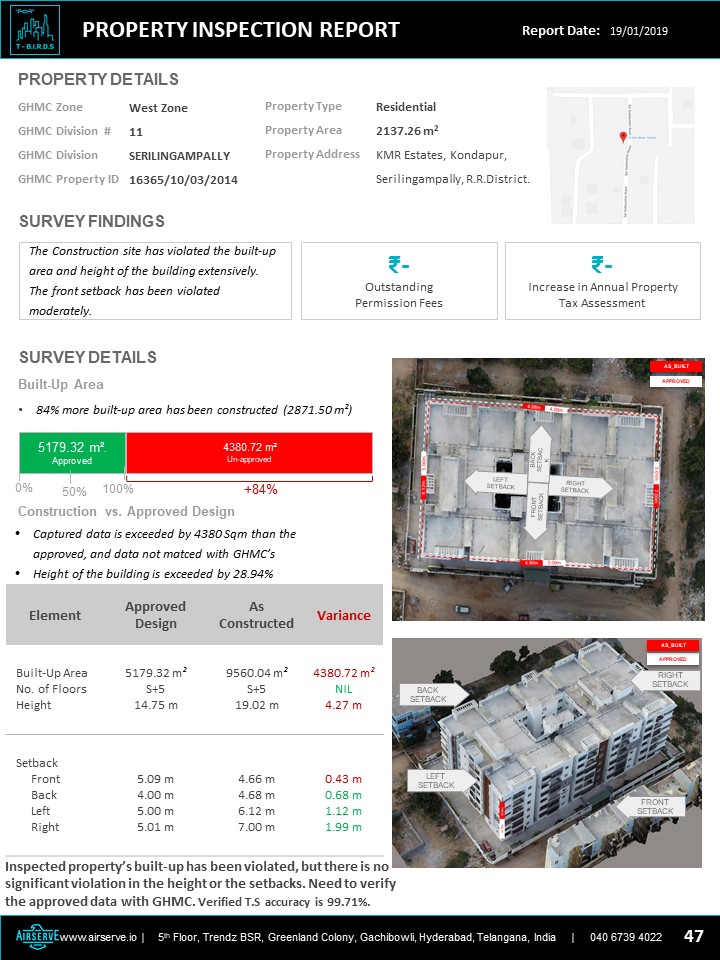 T - B.I.R.D.S
PROPERTY INSPECTION REPORT
Report Date: 19/01/2019
PROPERTY DETAILS
GHMC Zone West Zone
GHMC Division # 11
GHMC Division SERILINGAMPALLY
GHMC Property ID 16365/10/03/2014
Property Type Residential
Property Area 2137.26 m²
Property Address KMR Estates, Kondapur,
Serilingampally, R.R.District.
SURVEY FINDINGS
The Construction site has violated the built-up
area and height of the building extensively.
The front setback has been violated
moderately.
₹-
Outstanding
Permission Fees
₹-
Increase in Annual Property
Tax Assessment
SURVEY DETAILS
Built-Up Area
• 84% more built-up area has been constructed (2871.50 m²)
5179.32 m².
Approved
4380.72 m²
Un-approved
0% 50% 100% +84%
Construction vs. Approved Design
• Captured data is exceeded by 4380 Sqm than the
approved, and data not matced with GHMC's
• Height of the building is exceeded by 28.94%
Element Approved Design As Constructed Variance
Built-Up Area 5179.32 m² 9560.04 m² 4380.72 m²
No. of Floors S+5 S+5 NIL
Height 14.75 m 19.02 m 4.27 m
Setback
Front 5.09 m 4.66 m 0.43 m
Back 4.00 m 4.68 m 0.68 m
Left 5.00 m 6.12 m 1.12 m
Right 5.01 m 7.00 m 1.99 m
Inspected property's built-up has been violated, but there is no
significant violation in the height or the setbacks. Need to verify
the approved data with GHMC. Verified T.S accuracy is 99.71%.
AS_BUILT
APPROVED
4.68m 4.00m
BACK
SETBAC
K
LEFT
SETBACK
RIGHT
SETBACK
FRONT
SETBACK
4.66m 5.09m
AS_BUILT
APPROVED
BACK
SETBACK
RIGHT
SETBACK
LEFT
SETBACK
FRONT
SETBACK
AIRSERVE
www.airserve.io | 5th Floor, Trendz BSR, Greenland Colony, Gachibowli, Hyderabad, Telangana, India | 040 6739 4022
47